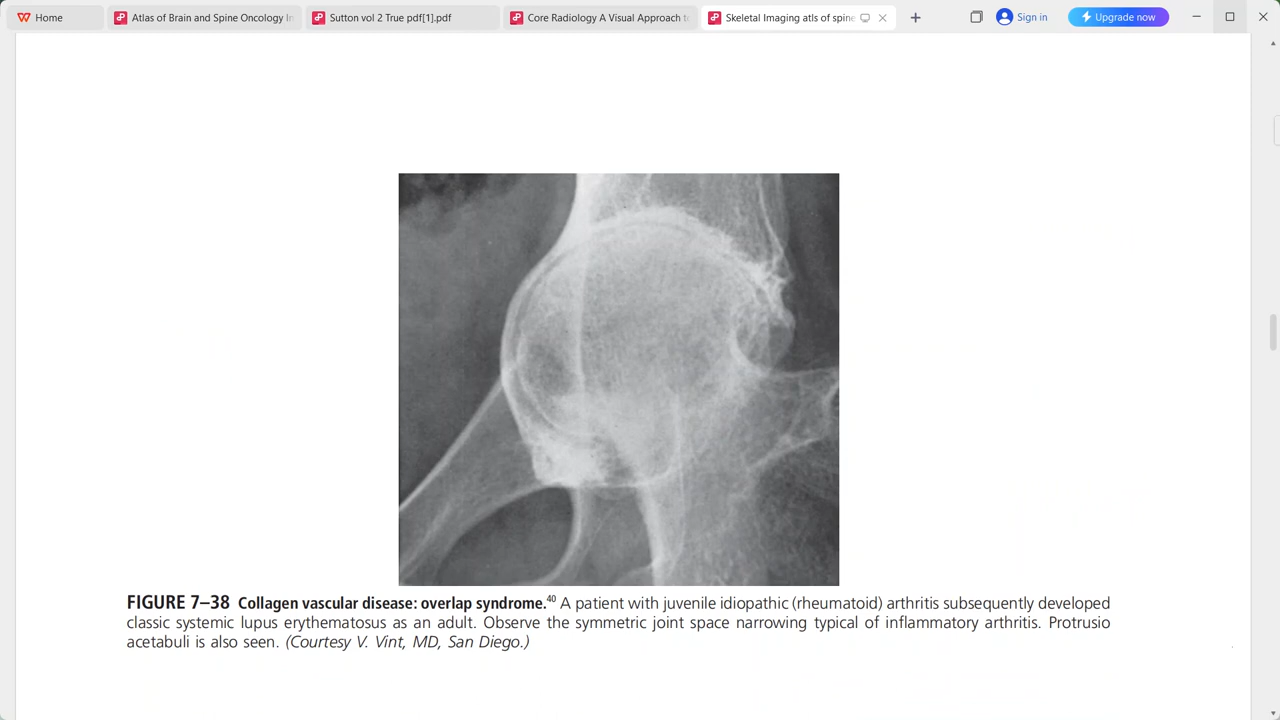 Home
Atlas of Brain and Spine Oncology
Sutton vol 2 True pdf[1].pdf
Core Radiology A Visual Approach to
Skeletal Imaging atls of spine
Sign in
Upgrade now
FIGURE 7–38 Collagen vascular disease: overlap syndrome.40 A patient with juvenile idiopathic (rheumatoid) arthritis subsequently developed
classic systemic lupus erythematosus as an adult. Observe the symmetric joint space narrowing typical of inflammatory arthritis. Protrusio
acetabuli is also seen. (Courtesy V. Vint, MD, San Diego.)